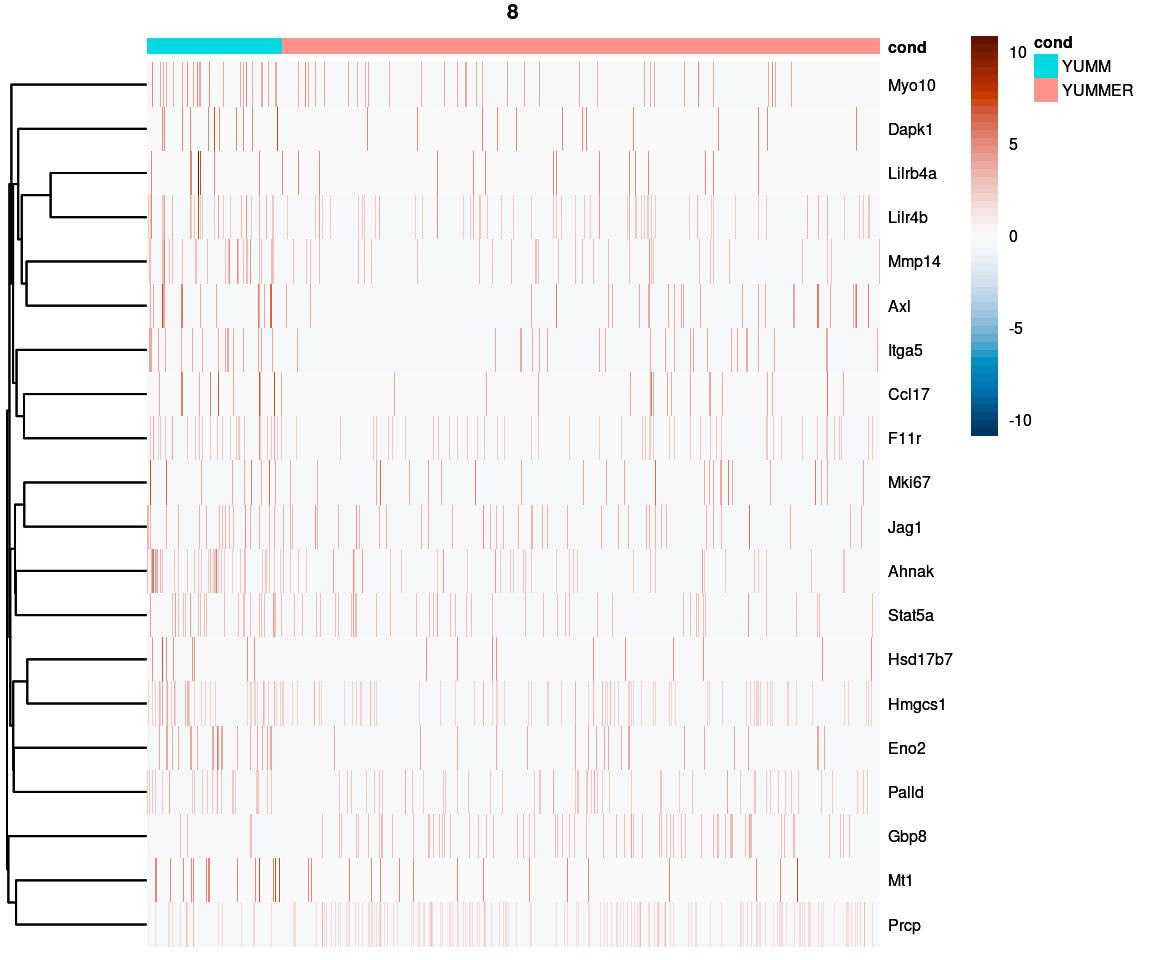 8
cond
Myo10
Dapk1
Lilrb4a
Lilr4b
Mmp14
Axl
Itga5
Ccl17
F11r
Mki67
Jag1
Ahnak
Stat5a
Hsd17b7
Hmgcs1
Eno2
Palld
Gbp8
Mt1
Prcp
10
5
0
-5
-10
cond
YUMM
YUMMER